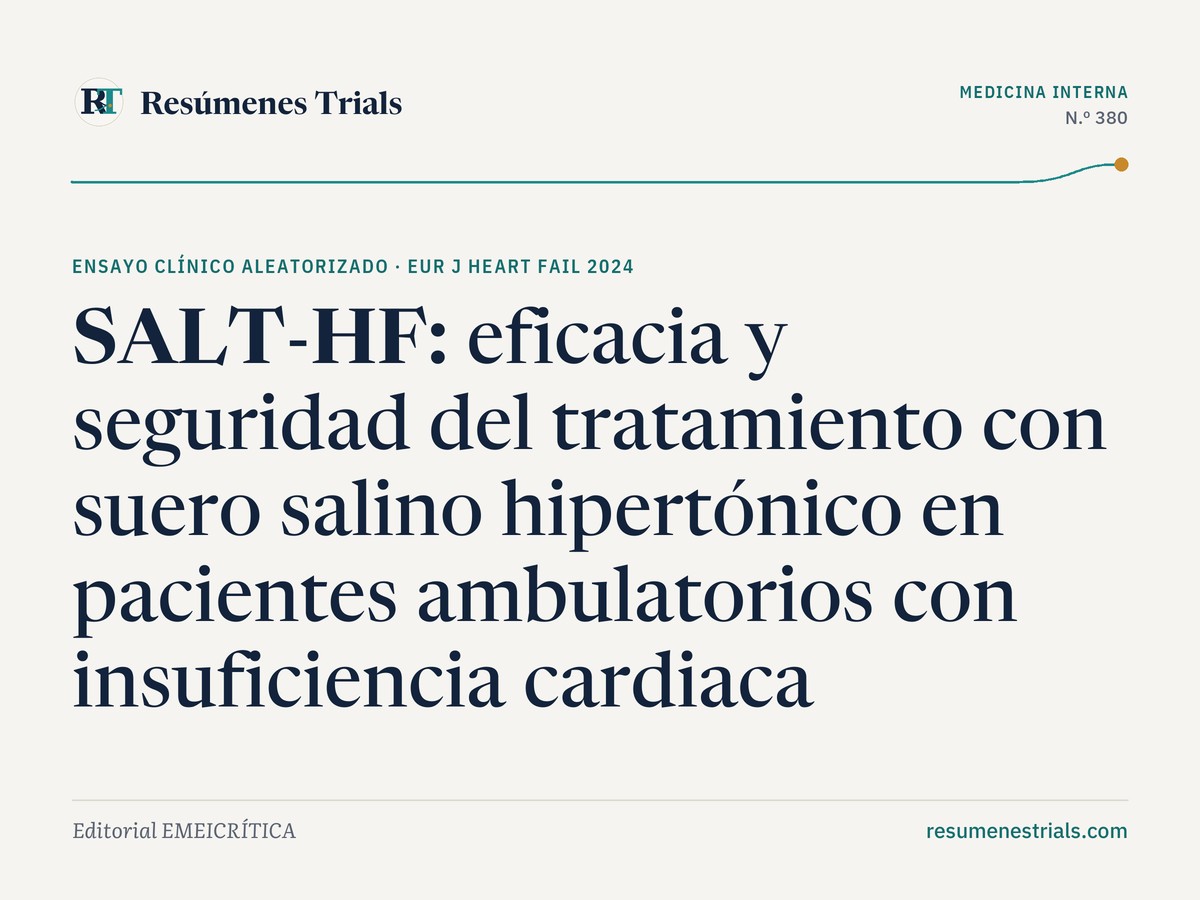 RT Resúmenes Trials
MEDICINA INTERNA
N.º 380
ENSAYO CLÍNICO ALEATORIZADO · EUR J HEART FAIL 2024
SALT-HF: eficacia y
seguridad del tratamiento con
suero salino hipertónico en
pacientes ambulatorios con
insuficiencia cardiaca
Editorial EMEICRÍTICA
resumenestrials.com